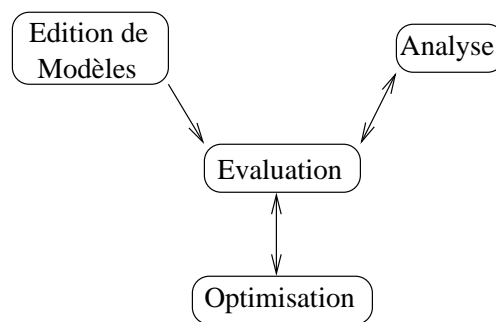 Edition de
Modèles
Analyse
Evaluation
Optimisation